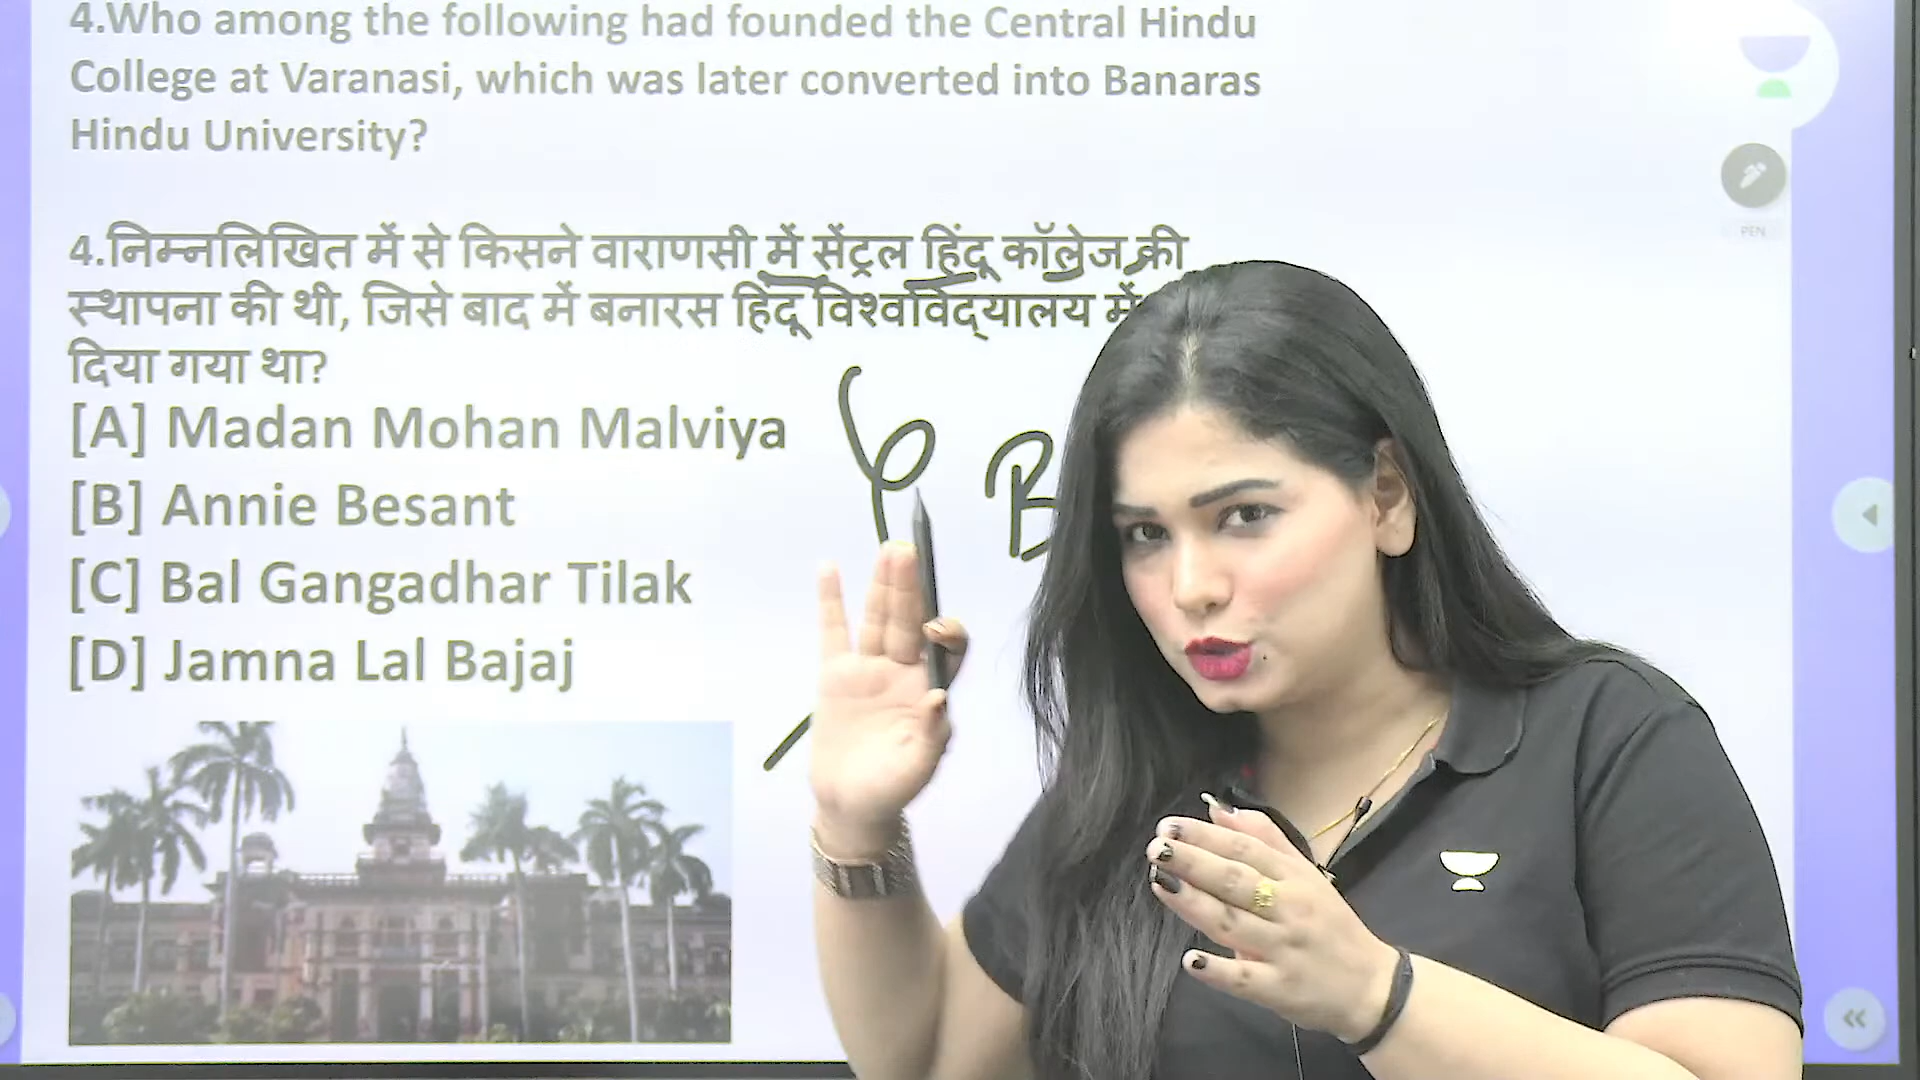 4.Who among the following had founded the Central Hindu
College at Varanasi, which was later converted into Banaras
Hindu University?
4.निम्नलिखित में से किसने वाराणसी में सेंट्रल हिंदू कॉलेज की
स्थापना की थी, जिसे बाद में बनारस हिंदू विश्वविद्यालय में
दिया गया था?
[A] Madan Mohan Malviya
[B] Annie Besant
[C] Bal Gangadhar Tilak
[D] Jamna Lal Bajaj
B
PEN